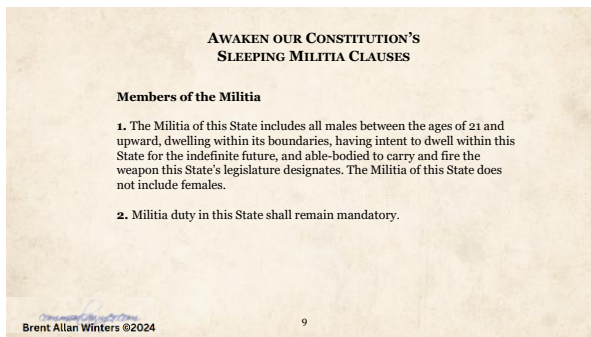 AWAKEN OUR CONSTITUTION'S
SLEEPING MILITIA CLAUSES
Members of the Militia
1. The Militia of this State includes all males between the ages of 21 and
upward, dwelling within its boundaries, having intent to dwell within this
State for the indefinite future, and able-bodied to carry and fire the
weapon this State's legislature designates. The Militia of this State does
not include females.
2. Militia duty in this State shall remain mandatory.
Brent Allan Winters ©2024
9